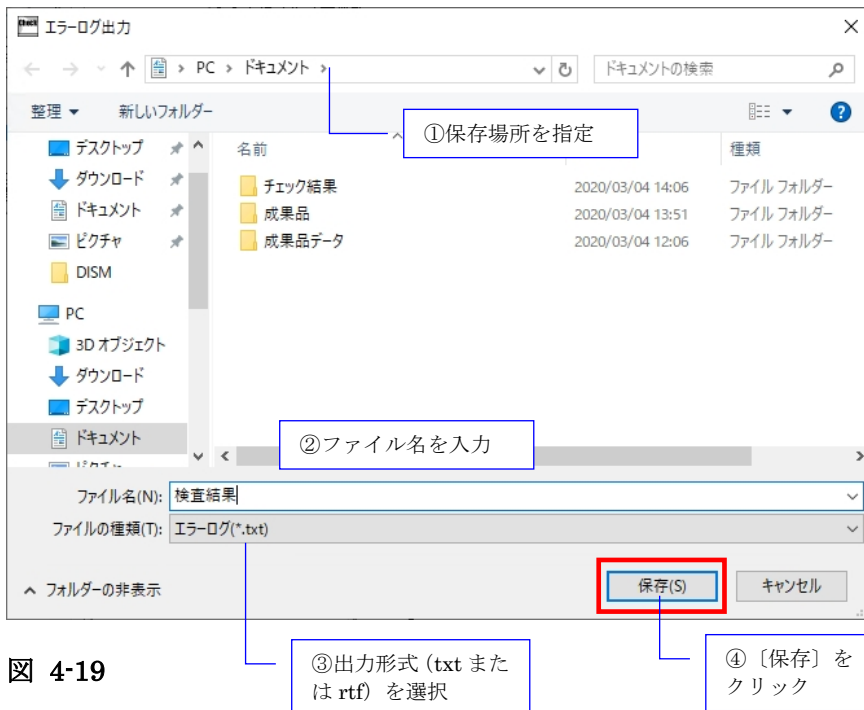 エラーログ出力
PC > ドキュメント >
ドキュメントの検索
整理
新しいフォルダー
①保存場所を指定
名前
種類
デスクトップ
ダウンロード
ドキュメント
ピクチャ
DISM
PC
3D オブジェクト
ダウンロード
デスクトップ
ドキュメント
チェック結果 2020/03/04 14:06 ファイル フォルダー
成果品 2020/03/04 13:51 ファイル フォルダー
成果品データ 2020/03/04 12:06 ファイル フォルダー
②ファイル名を入力
ファイル名(N): 検査結果
ファイルの種類(T): エラーログ(*.txt)
フォルダーの非表示
保存(S)
キャンセル
図 4-19
③出力形式(txt また
は rtf) を選択
④〔保存〕を
クリック